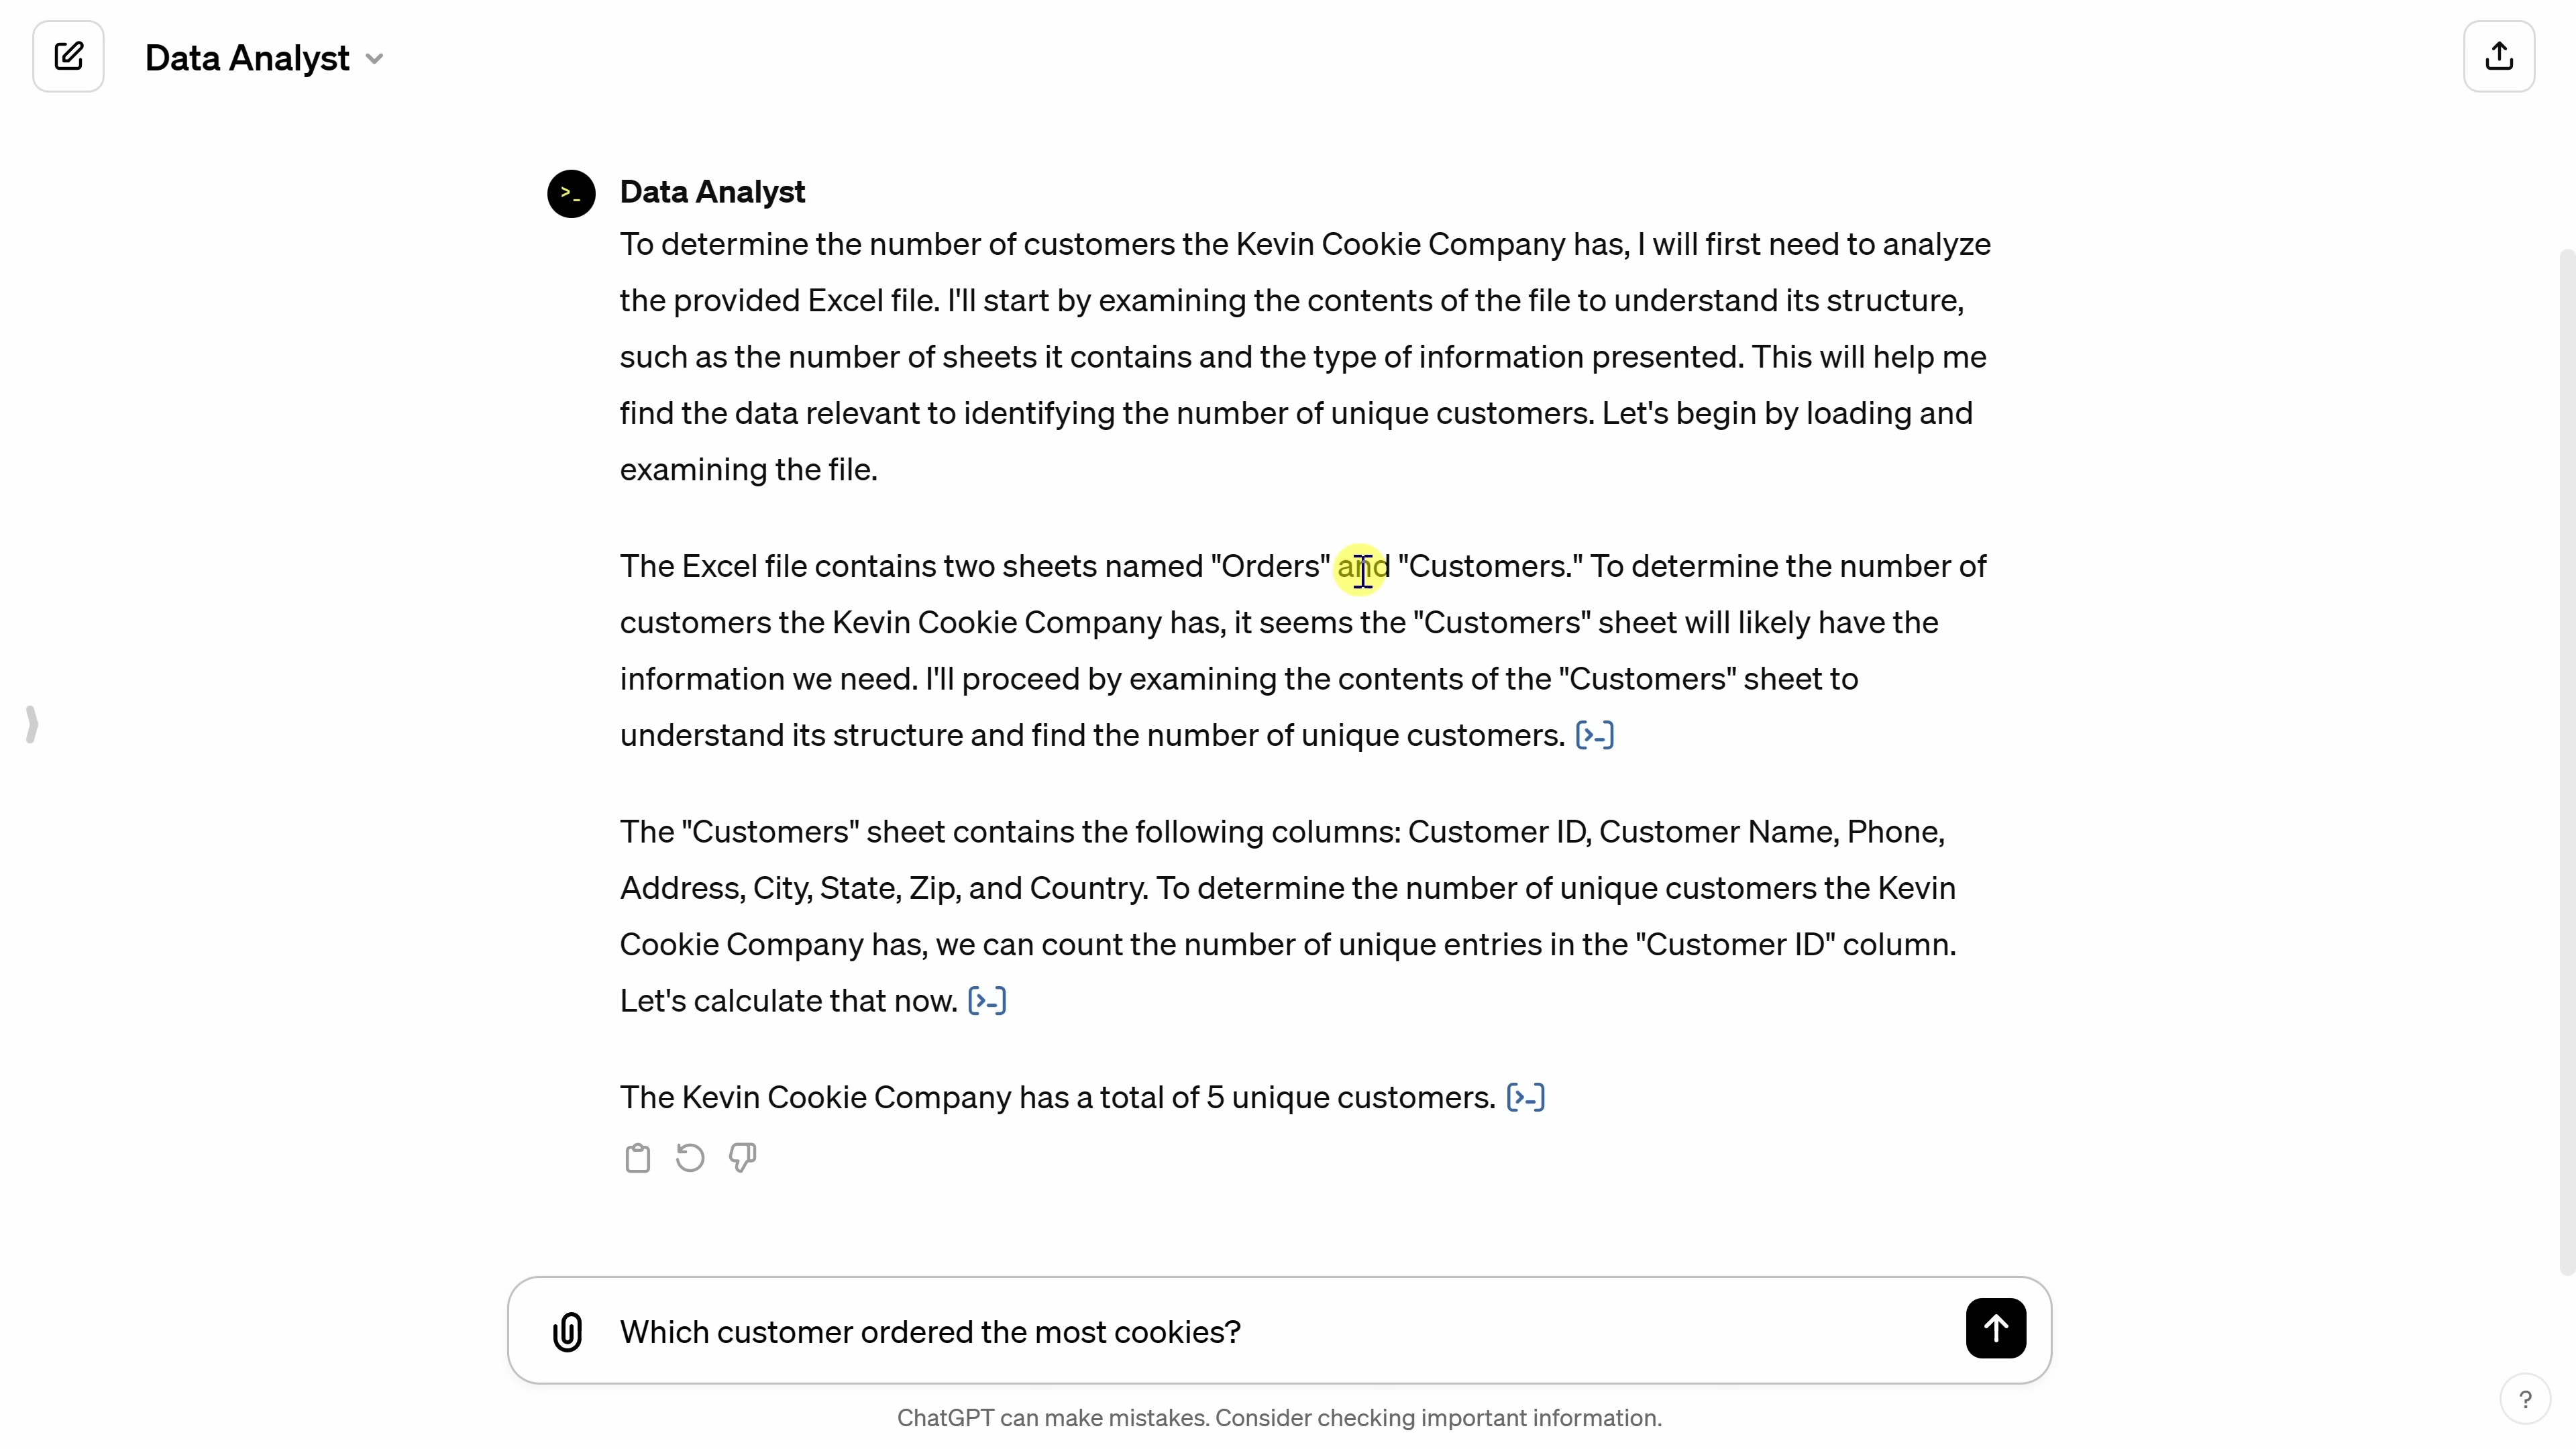 Data Analyst
>_ Data Analyst
To determine the number of customers the Kevin Cookie Company has, I will first need to analyze
the provided Excel file. I'll start by examining the contents of the file to understand its structure,
such as the number of sheets it contains and the type of information presented. This will help me
find the data relevant to identifying the number of unique customers. Let's begin by loading and
examining the file.
The Excel file contains two sheets named "Orders" and "Customers." To determine the number of
customers the Kevin Cookie Company has, it seems the "Customers" sheet will likely have the
information we need. I'll proceed by examining the contents of the "Customers" sheet to
understand its structure and find the number of unique customers. [>_]
The "Customers" sheet contains the following columns: Customer ID, Customer Name, Phone,
Address, City, State, Zip, and Country. To determine the number of unique customers the Kevin
Cookie Company has, we can count the number of unique entries in the "Customer ID" column.
Let's calculate that now. [>_]
The Kevin Cookie Company has a total of 5 unique customers. [>_]
Which customer ordered the most cookies?
ChatGPT can make mistakes. Consider checking important information.
?